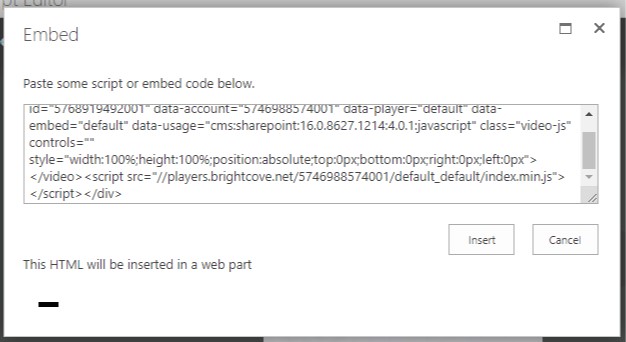 pt Editor
Embed
Paste some script or embed code below.
id="5768919492001" data-account="5746988574001" data-player="default" data-
embed="default" data-usage="cms:sharepoint:16.0.8627.1214:4.0.1:javascript" class="video-js"
controls=""
style="width:100%;height:100%;position:absolute;top:0px;bottom:0px;right:0px;left:0px">
</video><script src="//players.brightcove.net/5746988574001/default_default/index.min.js">
</script></div>
Insert Cancel
This HTML will be inserted in a web part